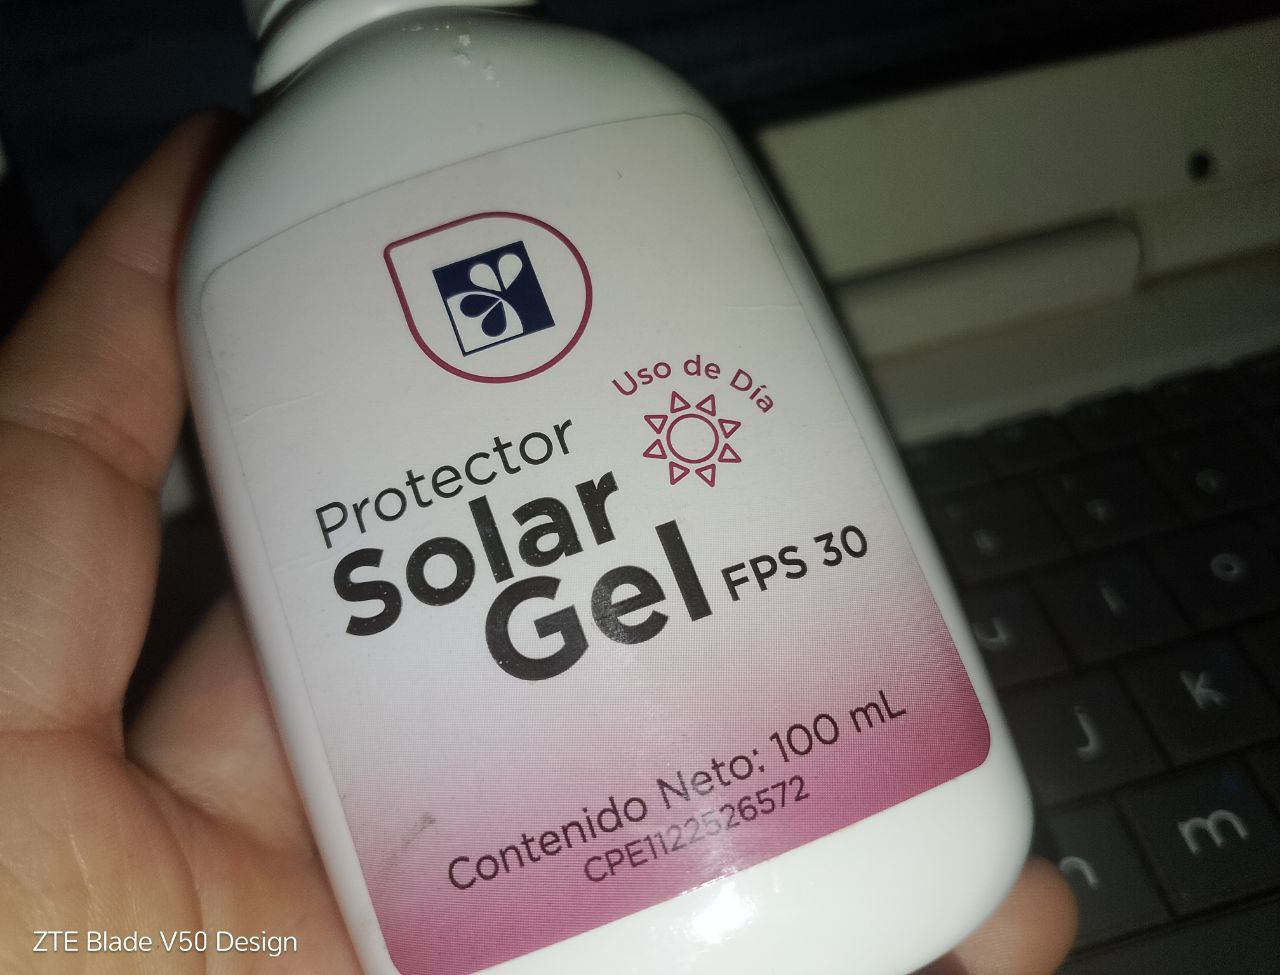 Uso de Día
Protector
Solar
Gel FPS 30
Contenido Neto: 100 mL
CPE1122526572
o
j
k
m
ZTE Blade V50 Design